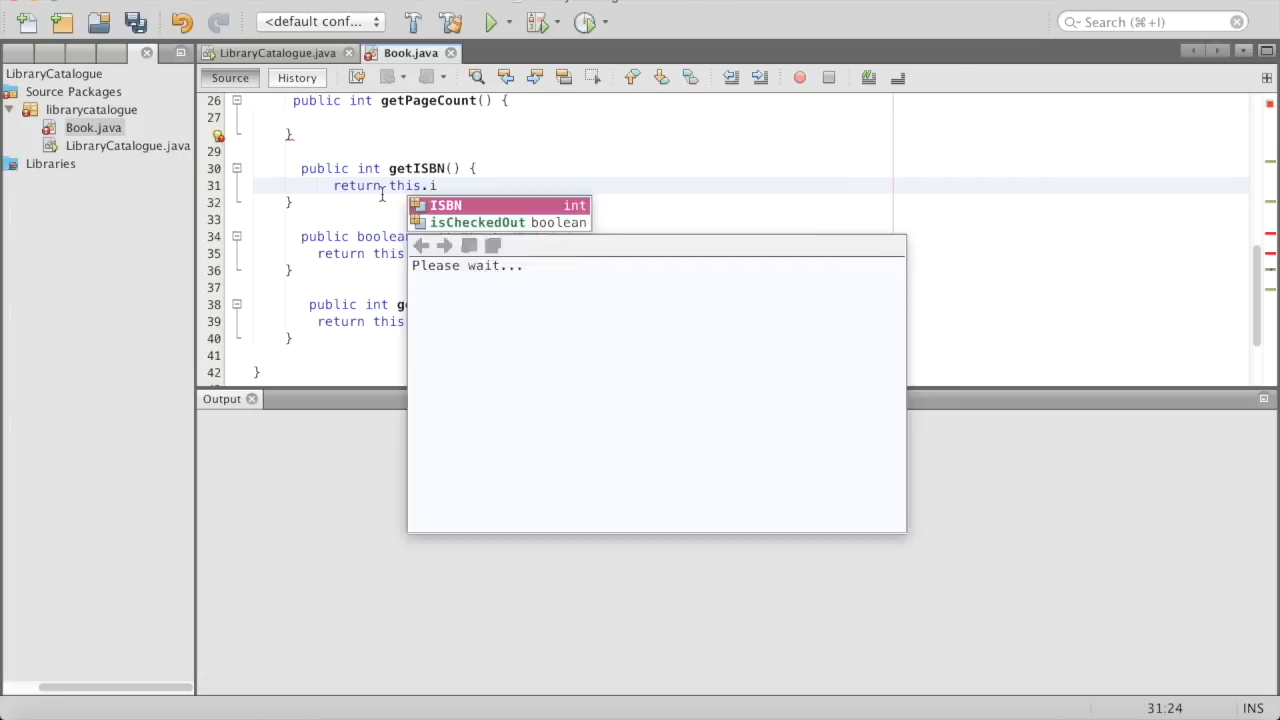 <default conf...
Search (⌘+I)
LibraryCatalogue.java
Book.java
LibraryCatalogue
Source
History
Source Packages
librarycatalogue
Book.java
LibraryCatalogue.java
Libraries
26 public int getPageCount() {
27
}
29
30 public int getISBN() {
31 return this.i
32 }
ISBN int
isCheckedOut boolean
33
34 public boolean
35 return this
36 }
Please wait...
37
38 public int ge
39 return this
40 }
41
42 }
Output
31:24
INS